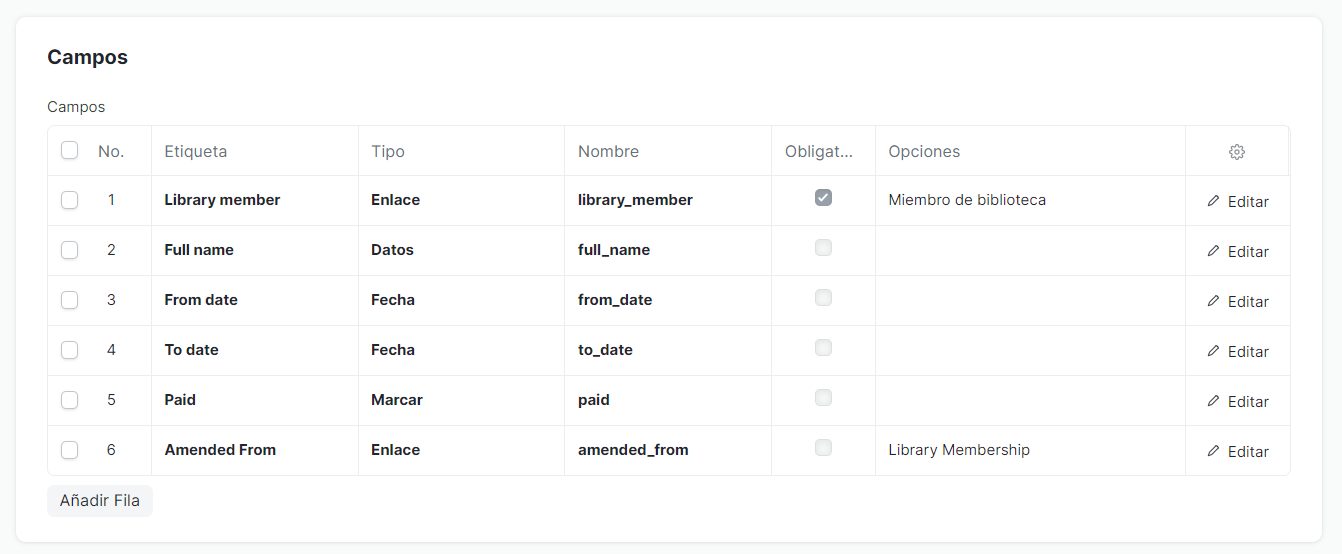 Campos
Campos
No. Etiqueta Tipo Nombre Obligat... Opciones
1 Library member Enlace library_member Miembro de biblioteca Editar
2 Full name Datos full_name Editar
3 From date Fecha from_date Editar
4 To date Fecha to_date Editar
5 Paid Marcar paid Editar
6 Amended From Enlace amended_from Library Membership Editar
Añadir Fila